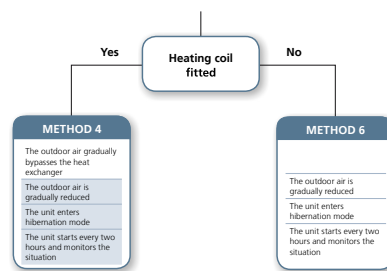 Heating coil
fitted
Yes
No
METHOD 4
The outdoor air gradually
bypasses the heat
exchanger
The outdoor air is
gradually reduced
The unit enters
hibernation mode
The unit starts every two
hours and monitors the
situation
METHOD 6
The outdoor air is
gradually reduced
The unit enters
hibernation mode
The unit starts every two
hours and monitors the
situation